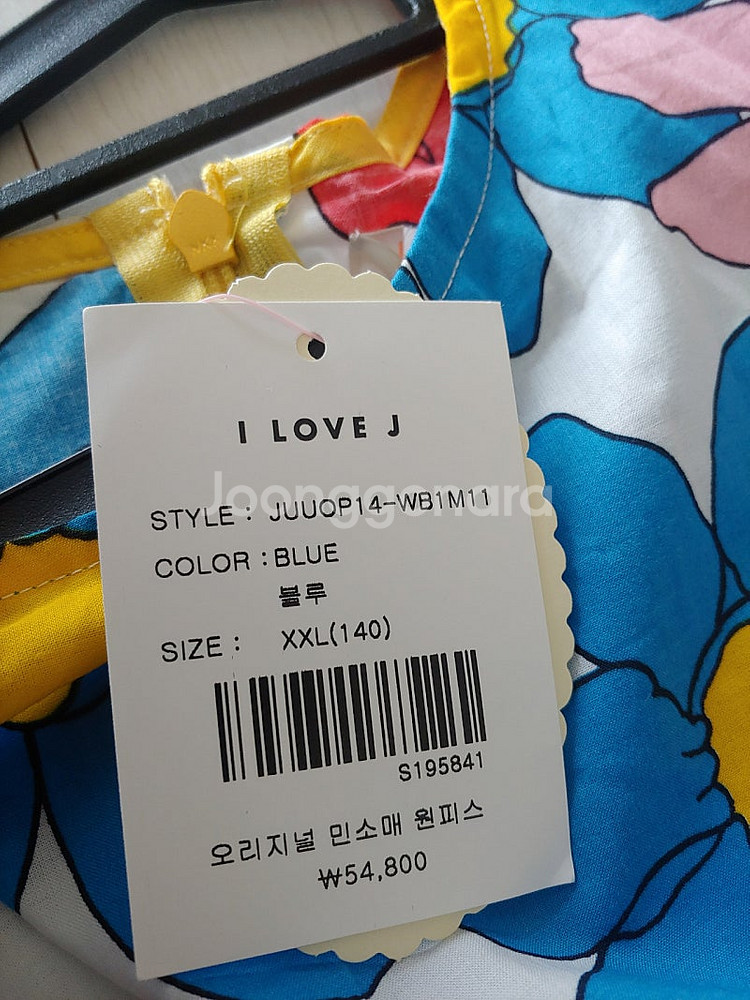 I LOVE J
Joonggonara
STYLE : JUUOP14-WB1M11
COLOR : BLUE
블루
SIZE : XXL(140)
S195841
오리지널 민소매 원피스
₩54,800